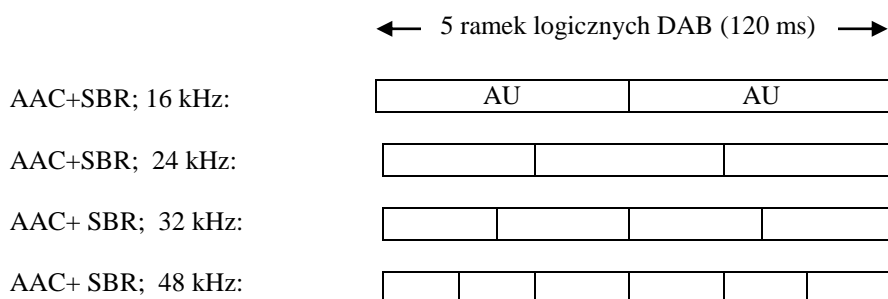 5 ramek logicznych DAB (120 ms)
AAC+SBR; 16 kHz: AU AU
AAC+SBR; 24 kHz:
AAC+ SBR; 32 kHz:
AAC+ SBR; 48 kHz: